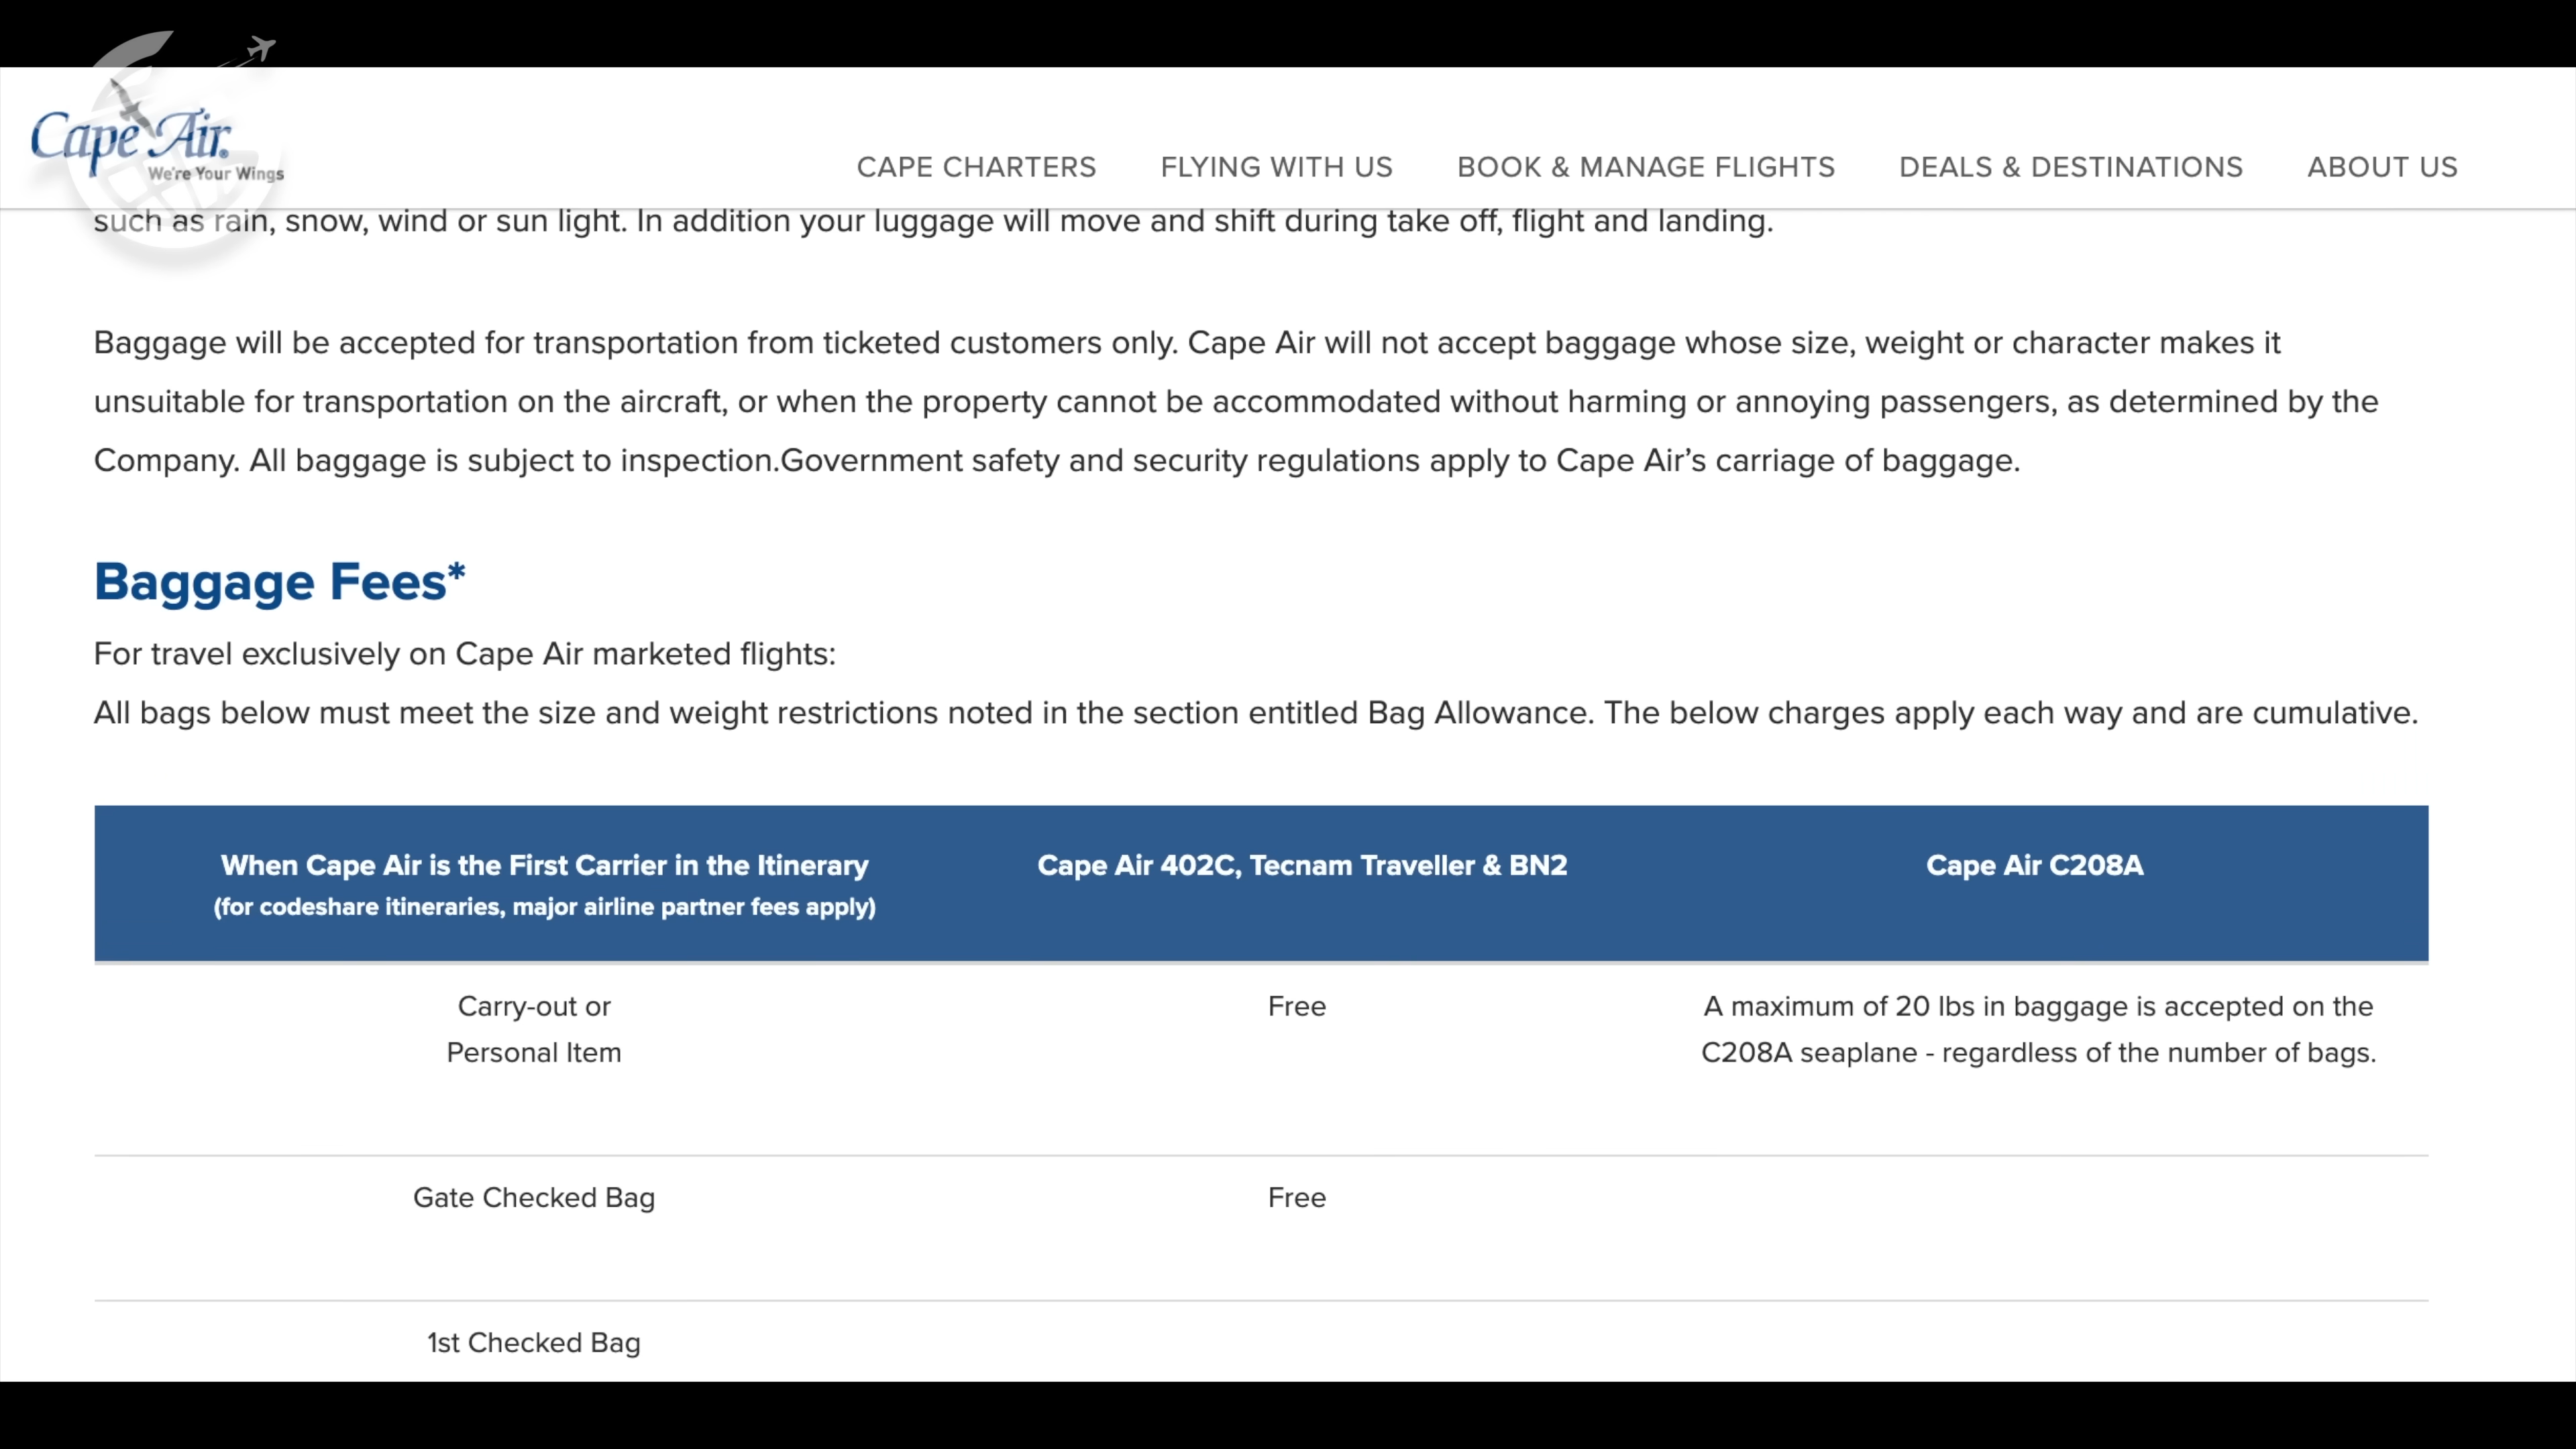 Cape Air.
We're Your Wings
CAPE CHARTERS FLYING WITH US BOOK & MANAGE FLIGHTS DEALS & DESTINATIONS ABOUT US
such as rain, snow, wind or sun light. In addition your luggage will move and shift during take off, flight and landing.
Baggage will be accepted for transportation from ticketed customers only. Cape Air will not accept baggage whose size, weight or character makes it
unsuitable for transportation on the aircraft, or when the property cannot be accommodated without harming or annoying passengers, as determined by the
Company. All baggage is subject to inspection.Government safety and security regulations apply to Cape Air’s carriage of baggage.
Baggage Fees*
For travel exclusively on Cape Air marketed flights:
All bags below must meet the size and weight restrictions noted in the section entitled Bag Allowance. The below charges apply each way and are cumulative.
When Cape Air is the First Carrier in the Itinerary Cape Air 402C, Tecnam Traveller & BN2 Cape Air C208A
(for codeshare itineraries, major airline partner fees apply)
Carry-out or Free A maximum of 20 lbs in baggage is accepted on the
Personal Item C208A seaplane - regardless of the number of bags.
Gate Checked Bag Free
1st Checked Bag